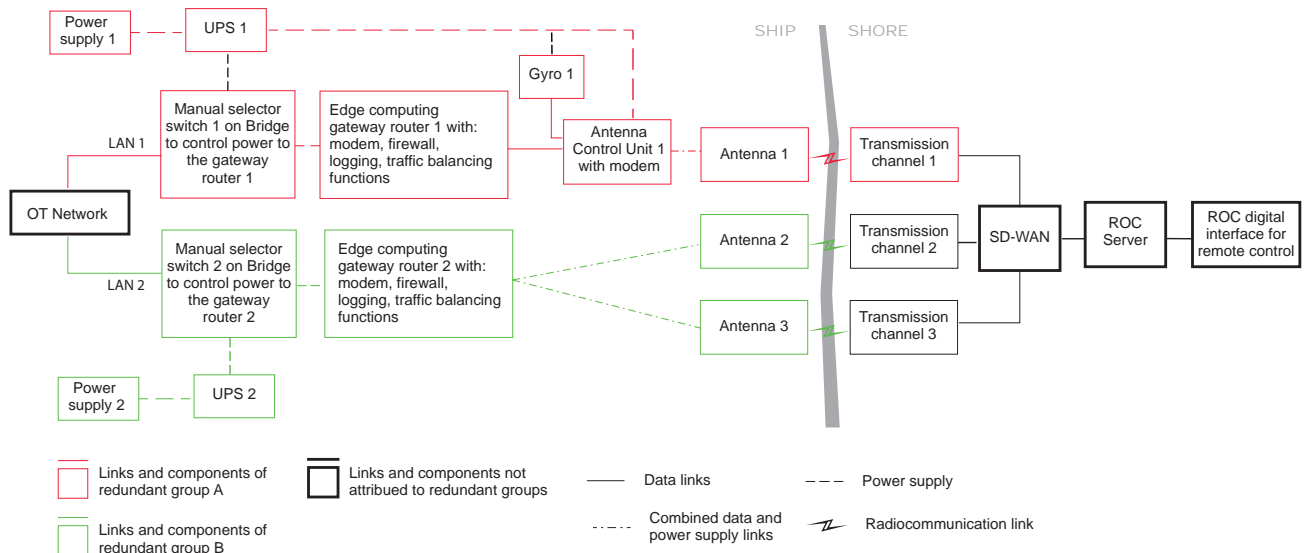 Power
supply 1
UPS 1
SHIP
SHORE
Gyro 1
Manual selector
switch 1 on Bridge
to control power to
the gateway
router 1
Edge computing
gateway router 1 with:
modem, firewall,
logging, traffic balancing
functions
Antenna
Control Unit 1
with modem
Antenna 1
Transmission
channel 1
LAN 1
OT Network
LAN 2
Manual selector
switch 2 on Bridge
to control power to
the gateway
router 2
Edge computing
gateway router 2 with:
modem, firewall,
logging, traffic balancing
functions
Antenna 2
Transmission
channel 2
SD-WAN
ROC
Server
ROC digital
interface for
remote control
Antenna 3
Transmission
channel 3
Power
supply 2
UPS 2
Links and components of
redundant group A
Links and components not
attribued to redundant groups
Data links
Power supply
Links and components of
redundant group B
Combined data and
power supply links
Radiocommunication link